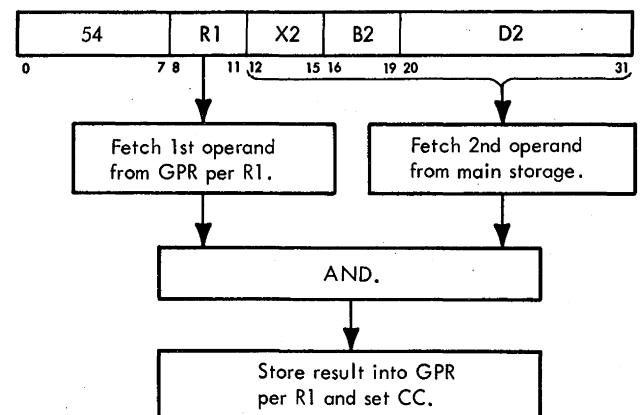 54 R1 X2 B2 D2
0 7 8 11 12 15 16 19 20 31
Fetch 1st operand
from GPR per R1.
Fetch 2nd operand
from main storage.
AND.
Store result into GPR
per R1 and set CC.